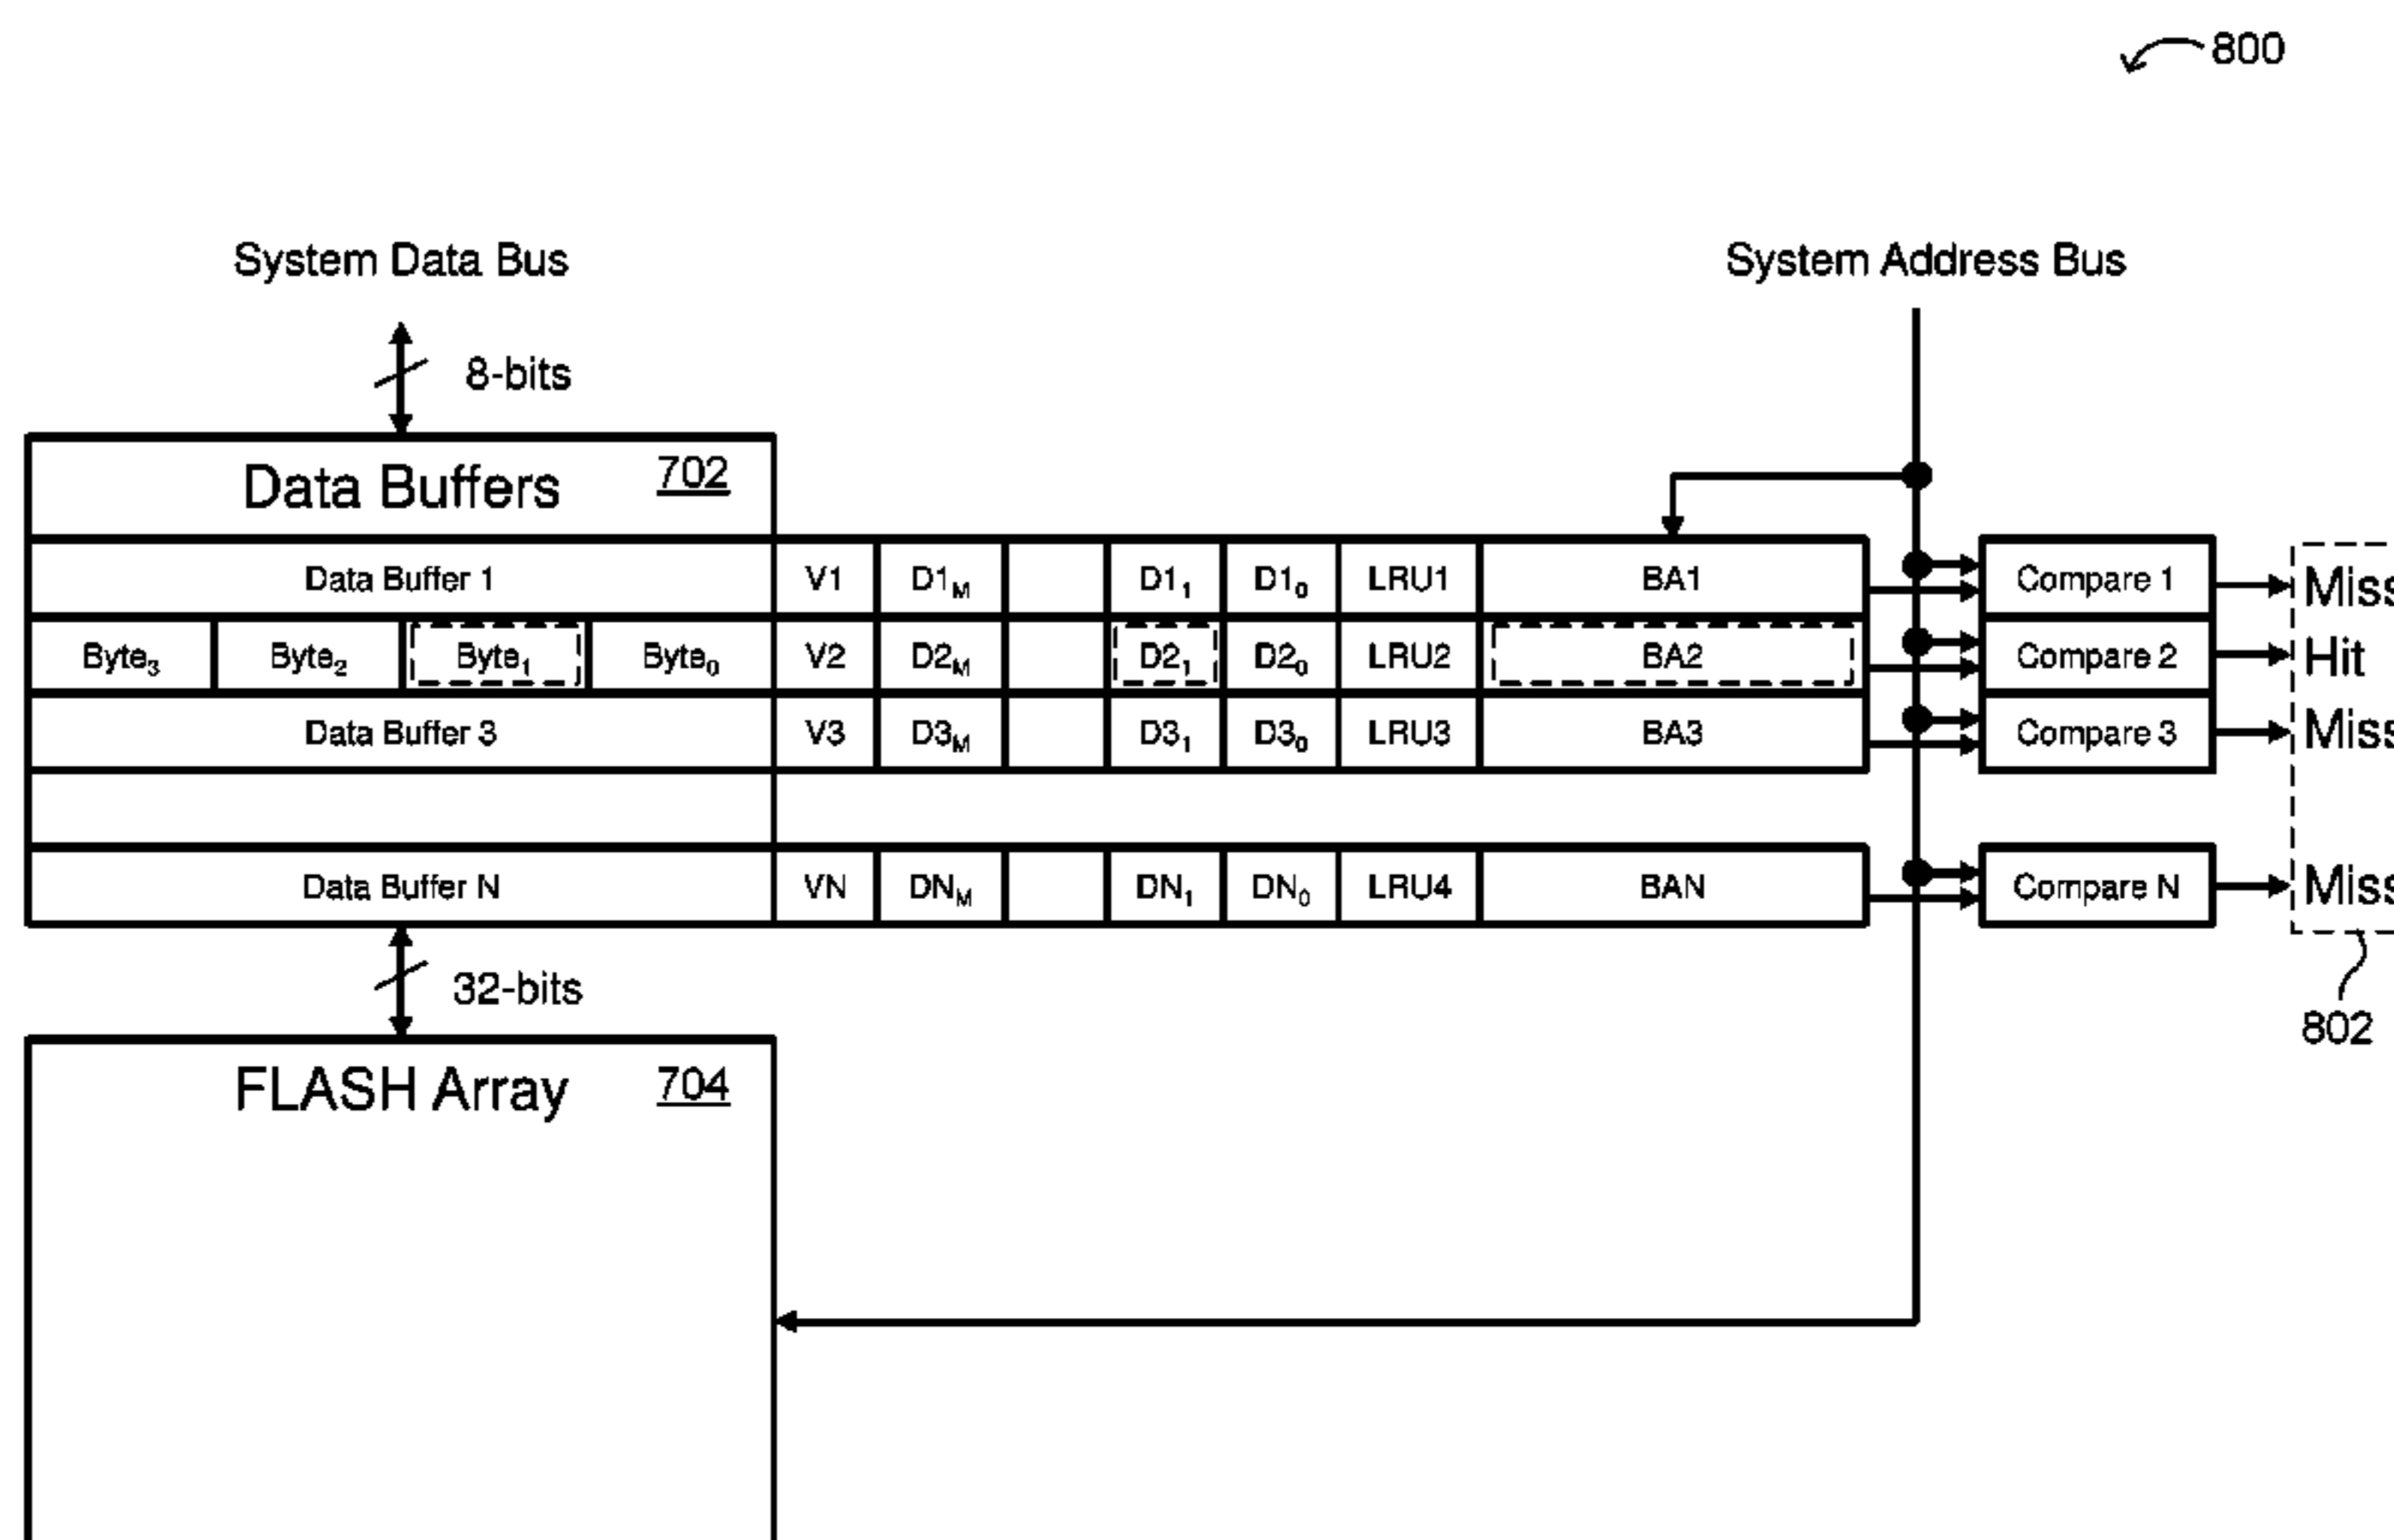 800
System Data Bus System Address Bus
8-bits
Data Buffers 702
Data Buffer 1 V1 D1M D11 D10 LRU1 BA1 Compare 1 Miss
Byte3 Byte2 Byte1 Byte0 V2 D2M D21 D20 LRU2 BA2 Compare 2 Hit
Data Buffer 3 V3 D3M D31 D30 LRU3 BA3 Compare 3 Miss
Data Buffer N VN DNM DN1 DN0 LRU4 BAN Compare N Miss
32-bits
802
FLASH Array 704